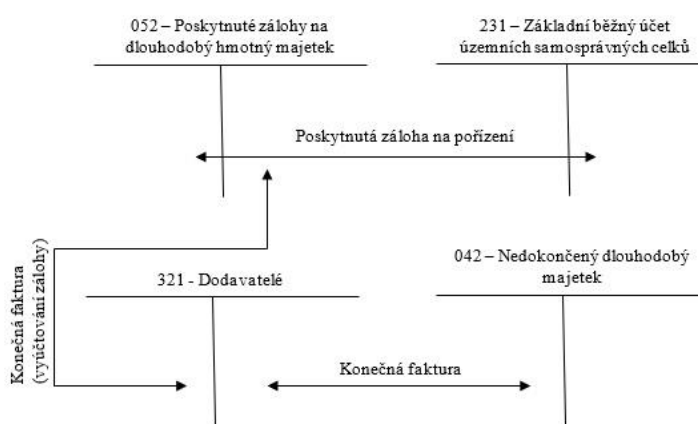 052 – Poskytnuté zálohy na
dlouhodobý hmotný majetek
231 – Základní běžný účet
územních samosprávných celků
Poskytnutá záloha na pořízení
Konečná faktura
(vyúčtování zálohy)
321 - Dodavatelé
042 – Nedokončený dlouhodobý
majetek
Konečná faktura